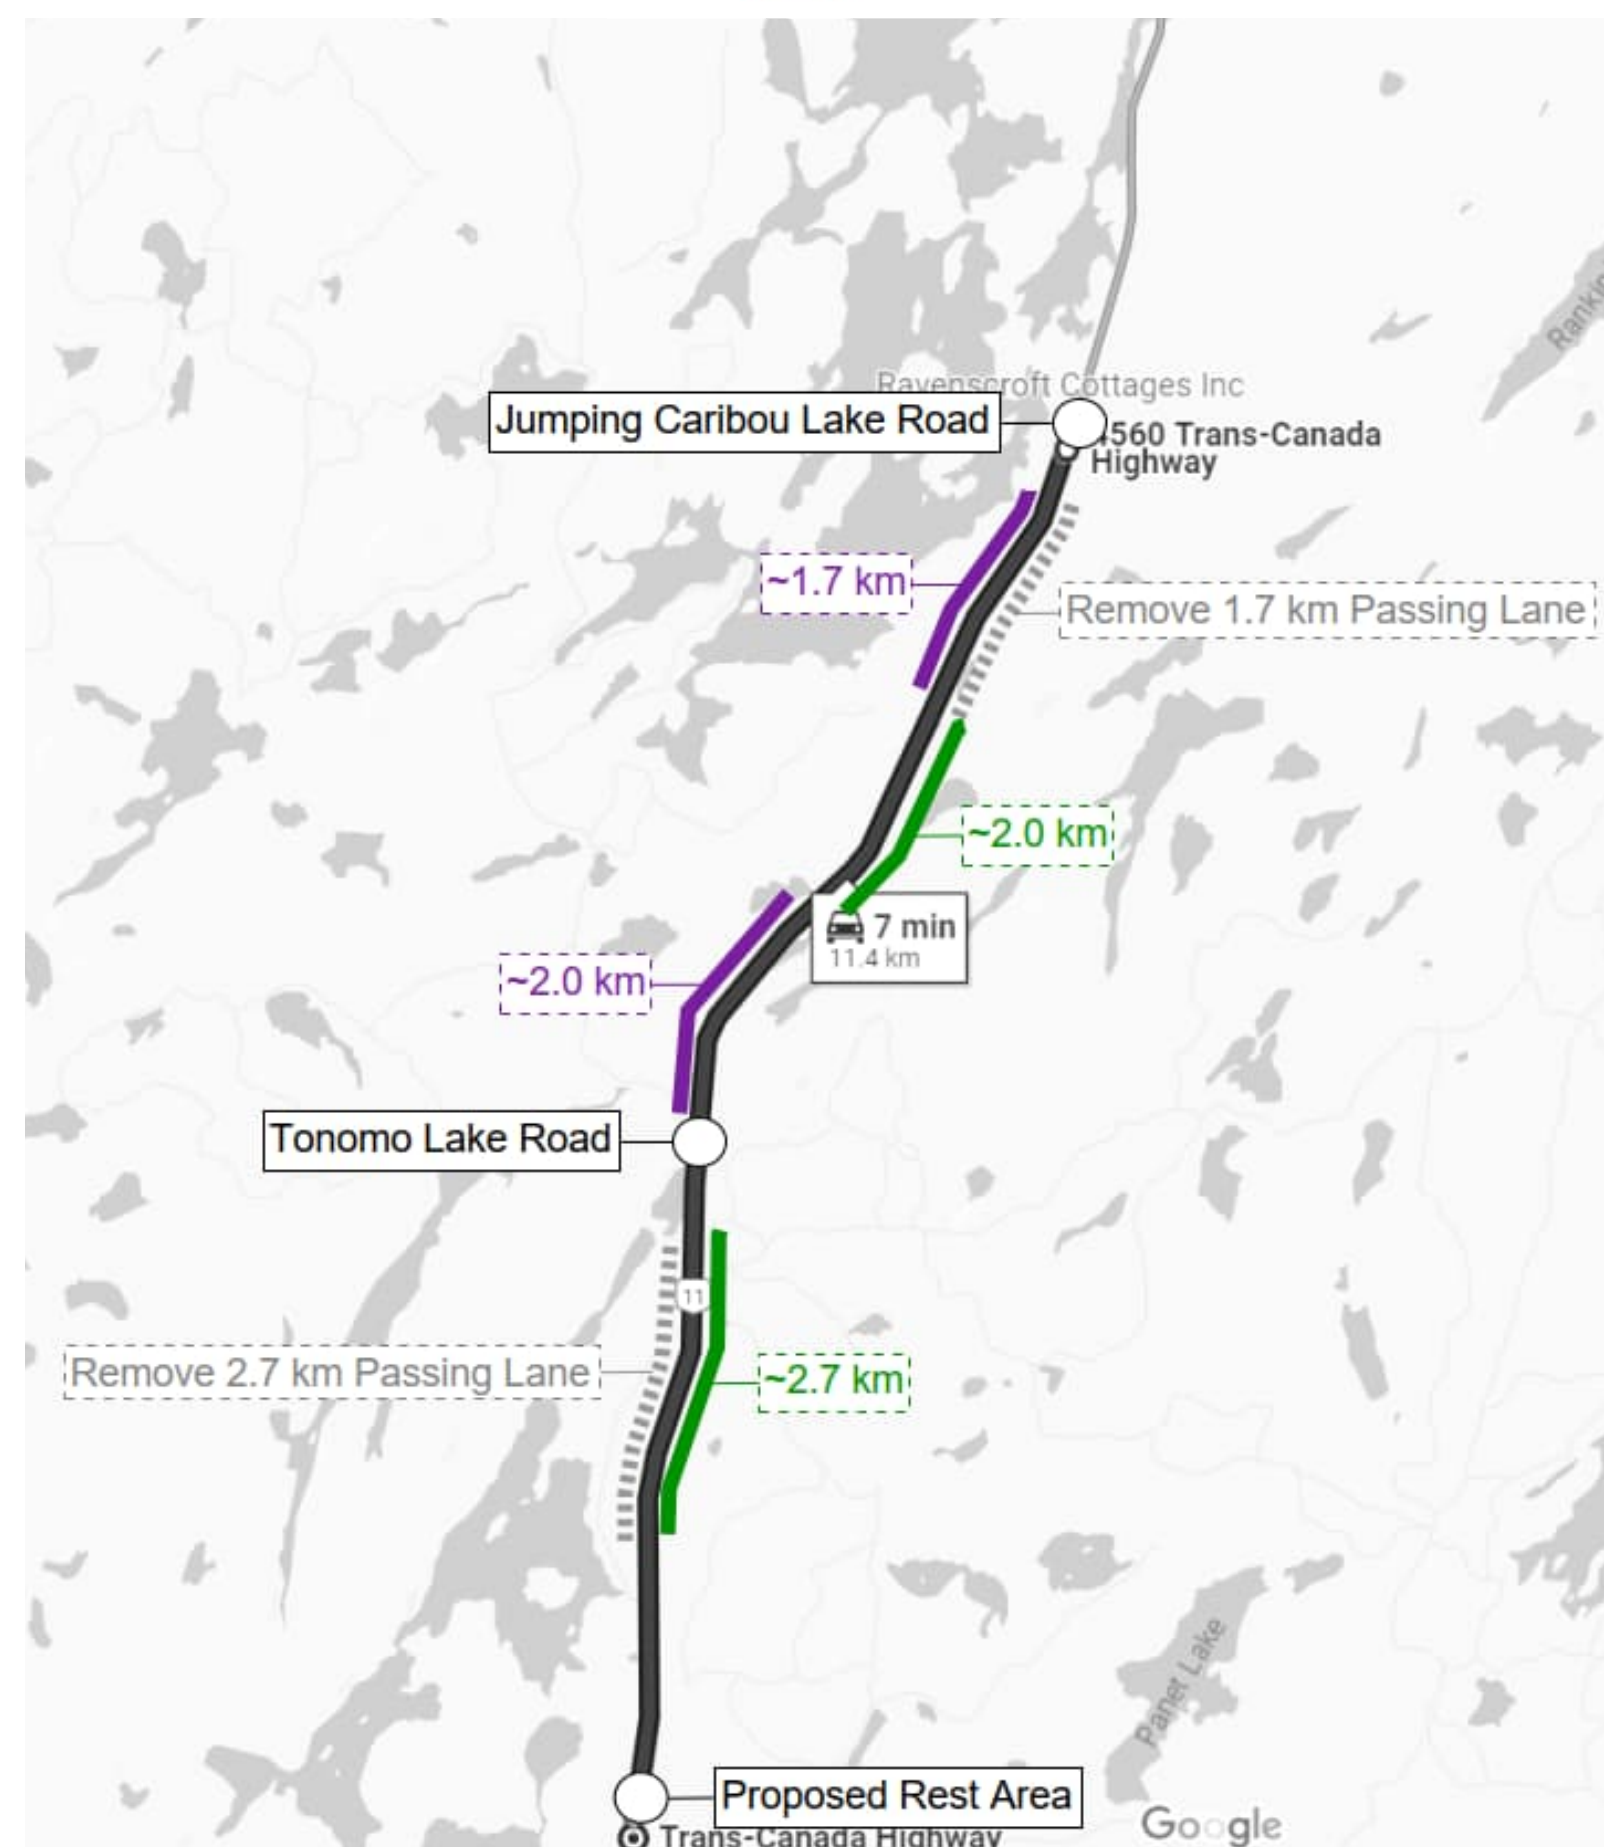 Rankin
Ravenscroft Cottages Inc
Jumping Caribou Lake Road
4560 Trans-Canada
Highway
~1.7 km
Remove 1.7 km Passing Lane
~2.0 km
7 min
11.4 km
~2.0 km
Tonomo Lake Road
11
Remove 2.7 km Passing Lane
~2.7 km
Panet Lake
Proposed Rest Area
Google
Trans-Canada Highway